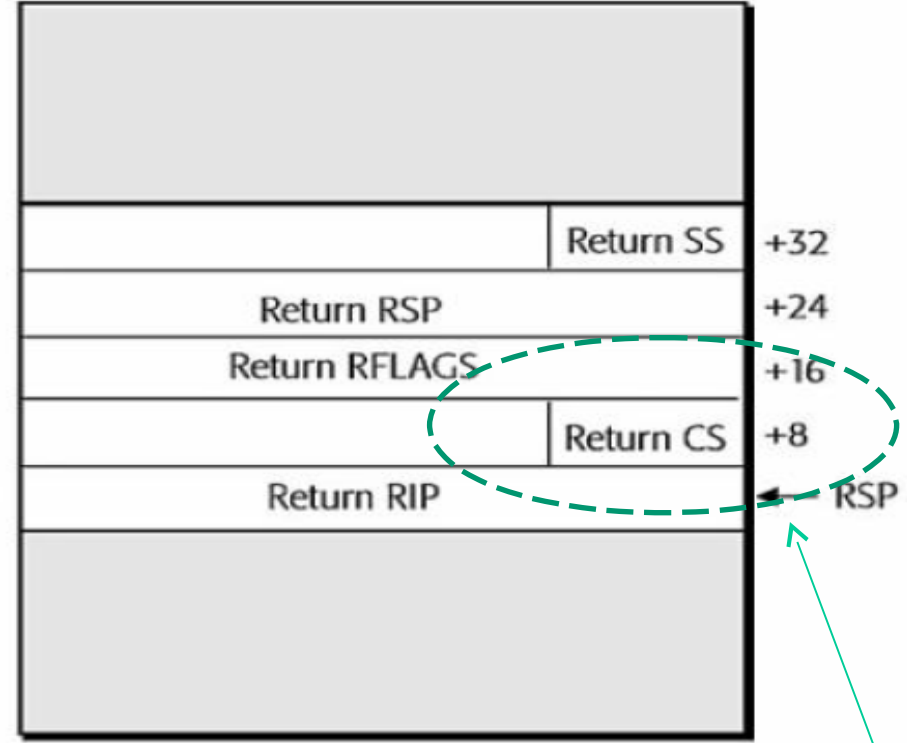 Return SS +32
Return RSP +24
Return RFLAGS +16
Return CS +8
Return RIP RSP